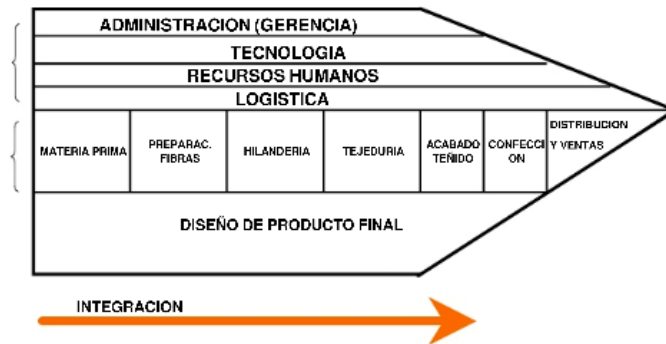 ADMINISTRACION (GERENCIA)
TECNOLOGIA
RECURSOS HUMANOS
LOGISTICA
MATERIA PRIMA
PREPARAC.
FIBRAS
HILANDERIA
TEJEDURIA
ACABADO
TEÑIDO
CONFECCI
ON
DISTRIBUCION
Y VENTAS
DISEÑO DE PRODUCTO FINAL
INTEGRACION